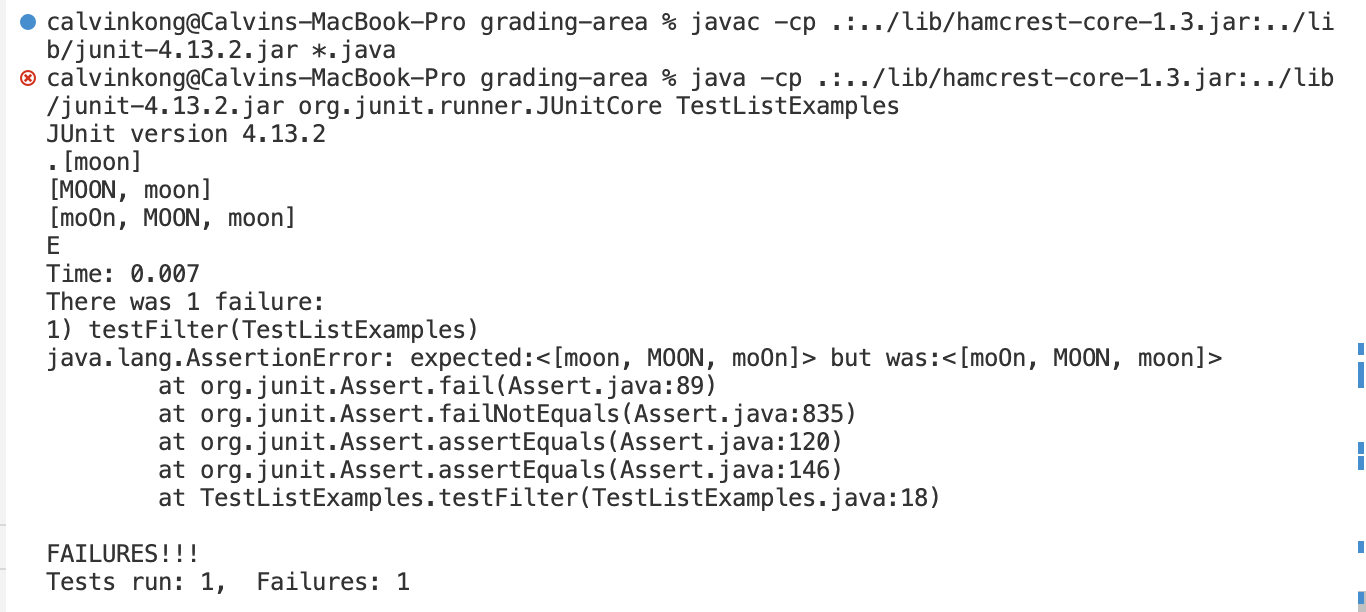 calvinkong@Calvins-MacBook-Pro grading-area % javac -cp .:../lib/hamcrest-core-1.3.jar:../li
b/junit-4.13.2.jar *.java
calvinkong@Calvins-MacBook-Pro grading-area % java -cp .:../lib/hamcrest-core-1.3.jar:../lib
/junit-4.13.2.jar org.junit.runner.JUnitCore TestListExamples
JUnit version 4.13.2
.[moon]
[MOON, moon]
[moOn, MOON, moon]
E
Time: 0.007
There was 1 failure:
1) testFilter(TestListExamples)
java.lang.AssertionError: expected:<[moon, MOON, moOn]> but was:<[moOn, MOON, moon]>
        at org.junit.Assert.fail(Assert.java:89)
        at org.junit.Assert.failNotEquals(Assert.java:835)
        at org.junit.Assert.assertEquals(Assert.java:120)
        at org.junit.Assert.assertEquals(Assert.java:146)
        at TestListExamples.testFilter(TestListExamples.java:18)

FAILURES!!!
Tests run: 1,  Failures: 1